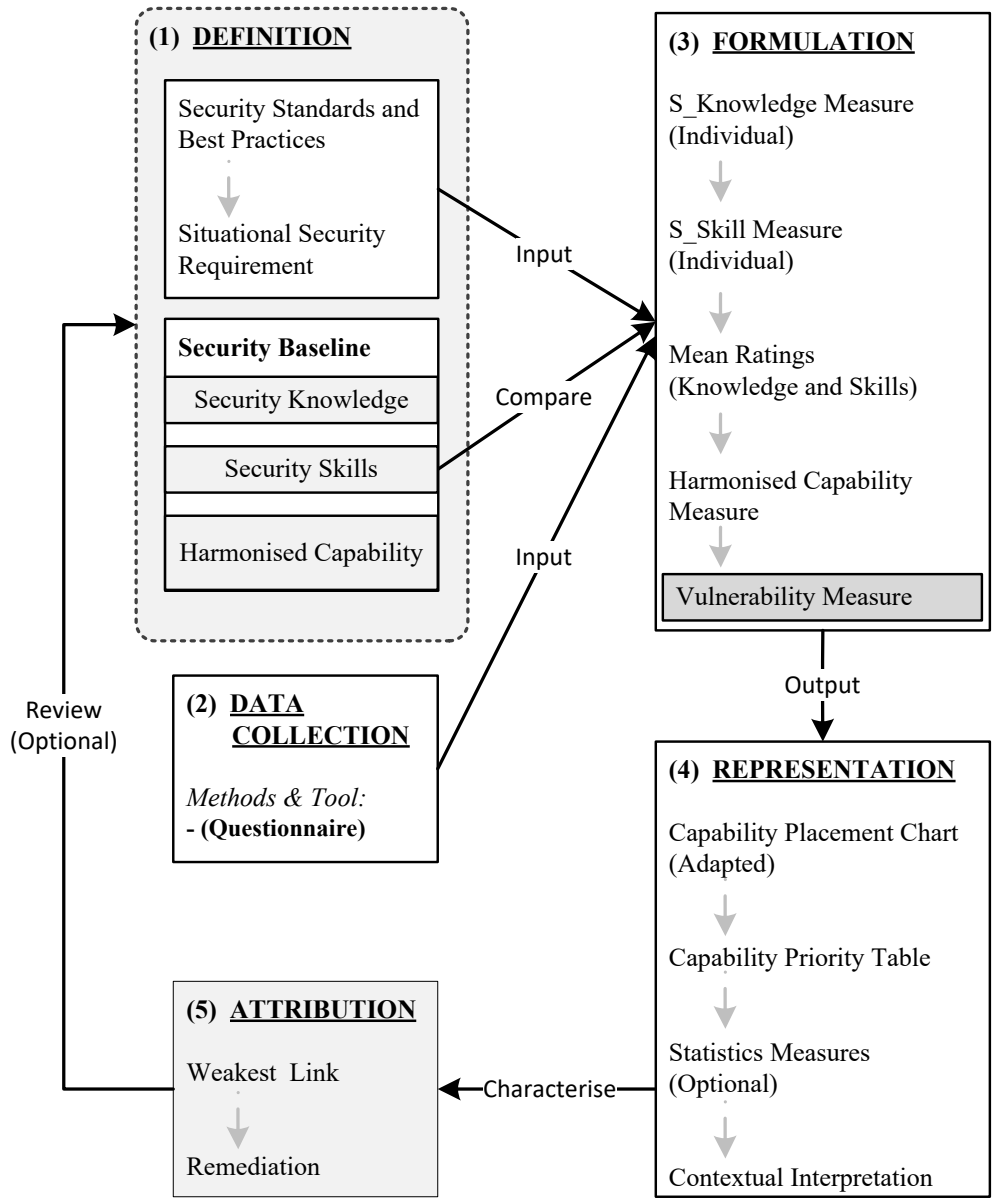 (1) DEFINITION
Security Standards and
Best Practices
Situational Security
Requirement
Security Baseline
Security Knowledge
Security Skills
Harmonised Capability
Input
Compare
Input
(2) DATA
COLLECTION
Methods & Tool:
- (Questionnaire)
(3) FORMULATION
S_Knowledge Measure
(Individual)
S_Skill Measure
(Individual)
Mean Ratings
(Knowledge and Skills)
Harmonised Capability
Measure
Vulnerability Measure
Output
(4) REPRESENTATION
Capability Placement Chart
(Adapted)
Capability Priority Table
Statistics Measures
(Optional)
Contextual Interpretation
Characterise
(5) ATTRIBUTION
Weakest Link
Remediation
Review
(Optional)